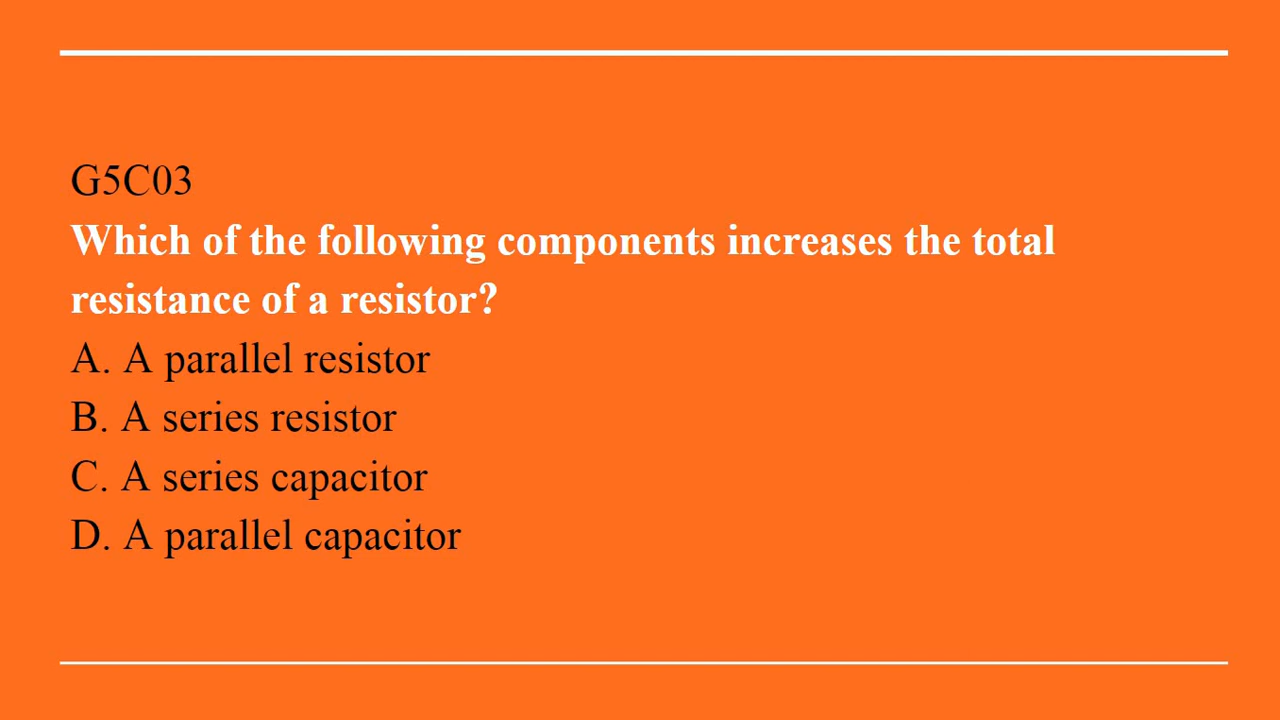 G5C03
Which of the following components increases the total
resistance of a resistor?
A. A parallel resistor
B. A series resistor
C. A series capacitor
D. A parallel capacitor